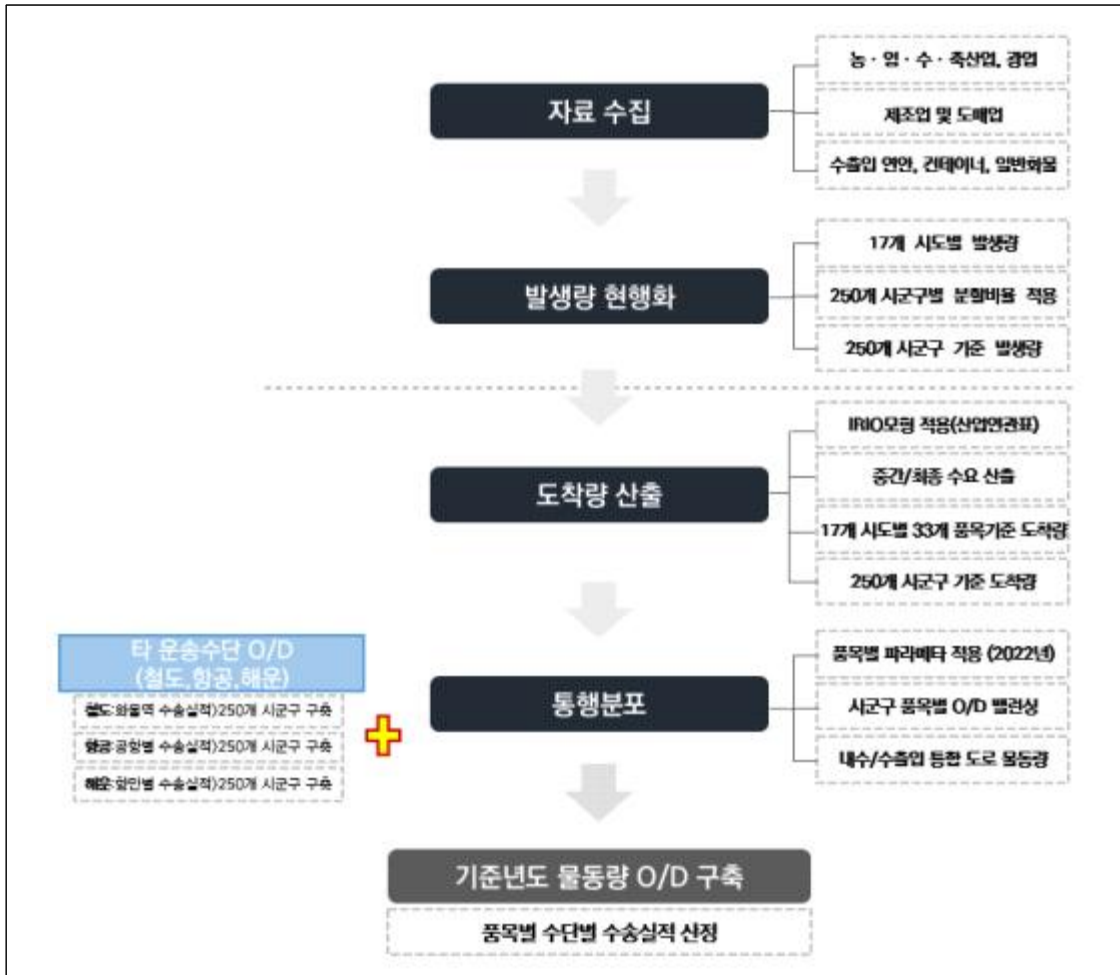 자료 수집
농·임·수·축산업, 광업
제조업 및 도매업
수출입 연안, 컨테이너, 일반화물
발생량 현행화
17개 시도별 발생량
250개 시군구별 분할비율 적용
250개 시군구 기준 발생량
도착량 산출
IRIO모형 적용(산업연관표)
중간/최종 수요 산출
17개 시도별 33개 품목기준 도착량
250개 시군구 기준 도착량
타 운송수단 O/D
(철도,항공,해운)
철도:화물역 수송실적)250개 시군구 구축
항공:공항별 수송실적)250개 시군구 구축
해운:항만별 수송실적)250개 시군구 구축
통행분포
품목별 파라메타 적용 (2022년)
시군구 품목별 O/D 밸런싱
내수/수출입 통합 도로 물동량
기준년도 물동량 O/D 구축
품목별 수단별 수송실적 산정